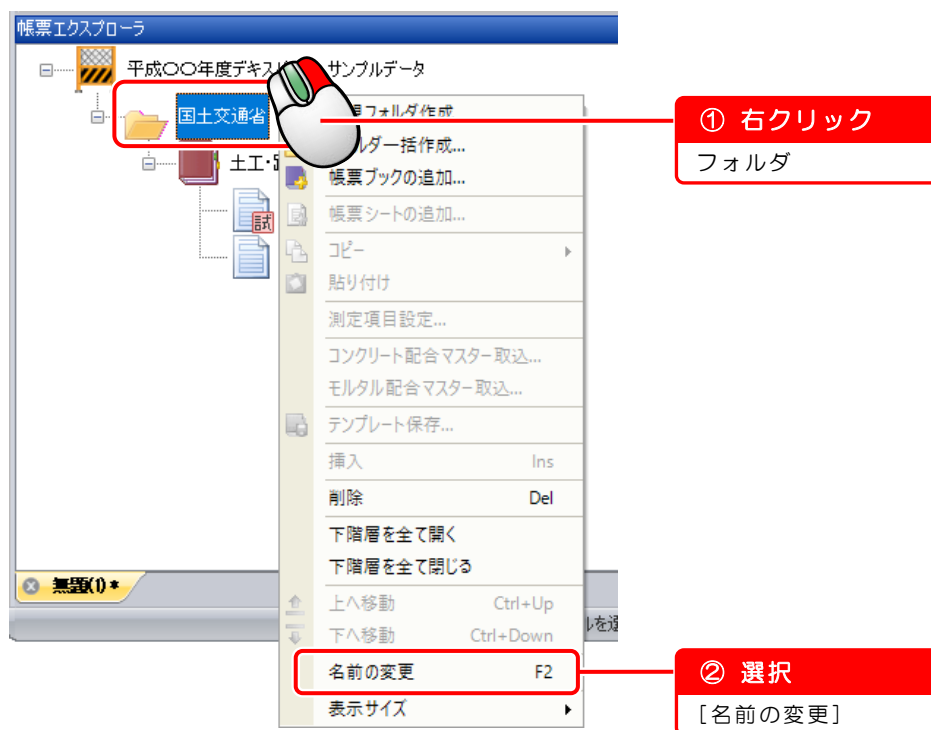 帳票エクスプローラ
平成〇〇年度デキス
サンプルデータ
国土交通省
フォルダ作成
ルダー括作成...
土工・
帳票ブックの追加...
試
帳票シートの追加...
コピー
貼り付け
測定項目設定...
コンクリート配合マスター取込...
モルタル配合マスター取込...
テンプレート保存...
挿入 Ins
削除 Del
下階層を全て開く
下階層を全て閉じる
無題(1)*
上へ移動 Ctrl+Up
下へ移動 Ctrl+Down
ルを選
名前の変更 F2
表示サイズ
① 右クリック
フォルダ
② 選択
[名前の変更]